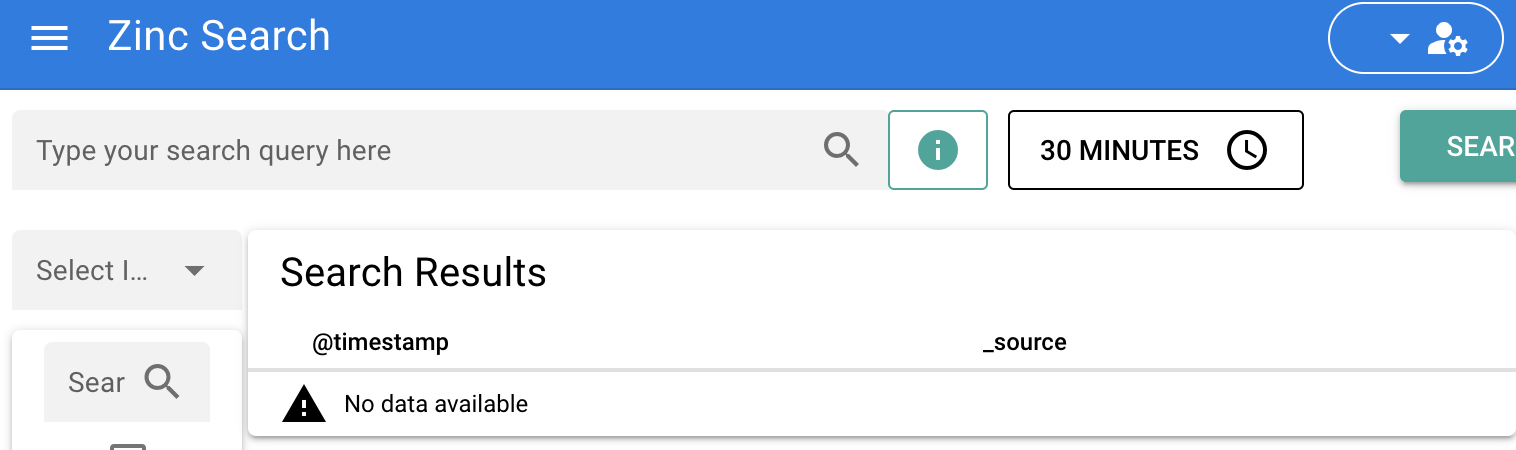 Zinc Search
Type your search query here
30 MINUTES
SEAR
Select I...
Search Results
@timestamp
_source
Sear
No data available